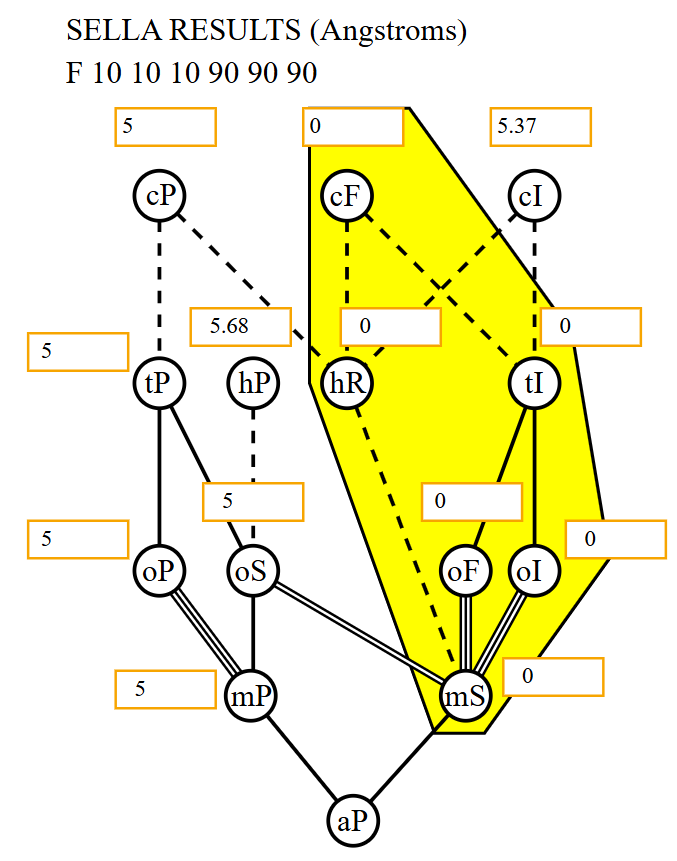 SELLA RESULTS (Angstroms)
F 10 10 10 90 90 90
5
0
5.37
cP
cF
cI
5
5.68
0
0
tP
hP
hR
tI
5
5
0
0
oP
oS
oF
oI
5
0
mP
mS
aP